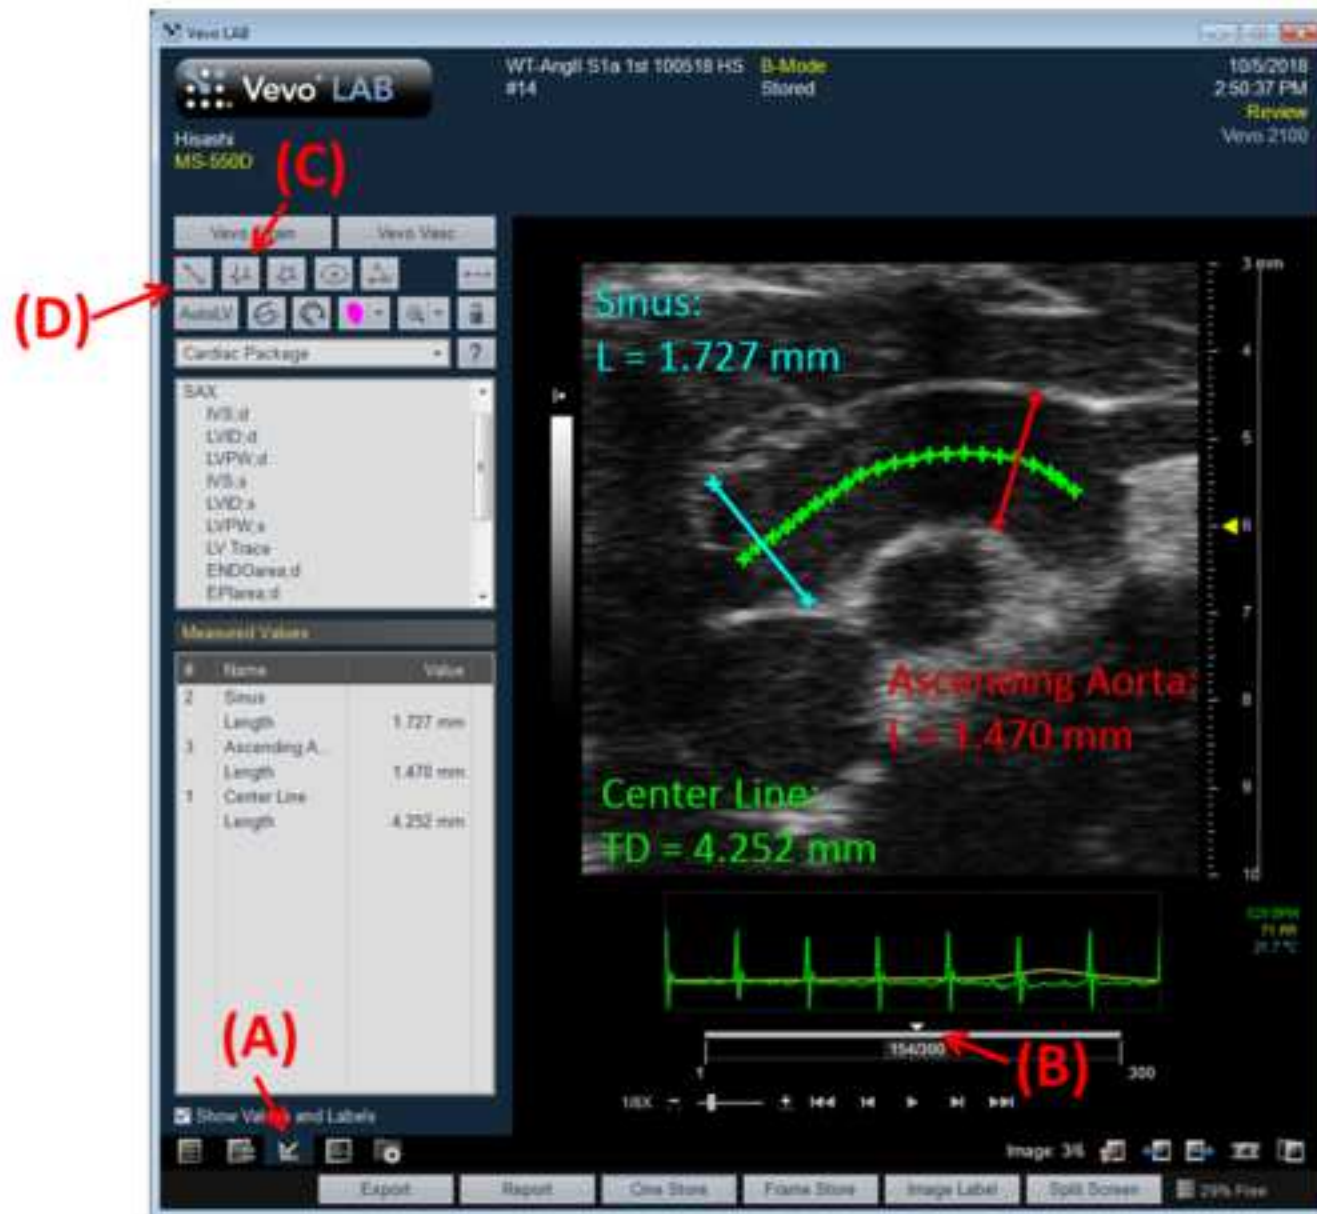 Vevo LAB
Vevo LAB
WT-AngII S1a 1st 100518 HS
#14
B-Mode
Stored
10/5/2018
2:50:37 PM
Review
Vevo 2100
Hisashi
MS-550D
(C)
Vevo
Vevo Vasc
(D)
AutoLV
Cardiac Package
?
SAX
IVS;d
LVID;d
LVPW;d
IVS;s
LVID;s
LVPW;s
LV Trace
ENDOarea;d
EPIarea;d
Measured Values
# Name Value
2 Sinus
Length 1.727 mm
3 Ascending A...
Length 1.470 mm
1 Center Line
Length 4.252 mm
Sinus:
L = 1.727 mm
Ascending Aorta:
L = 1.470 mm
Center Line:
TD = 4.252 mm
3 mm
4
5
6
7
8
9
10
(A)
154/300
(B)
1
300
Show Values and Labels
Image: 3/6
Export
Report
Cine Store
Frame Store
Image Label
Split Screen
29% Free